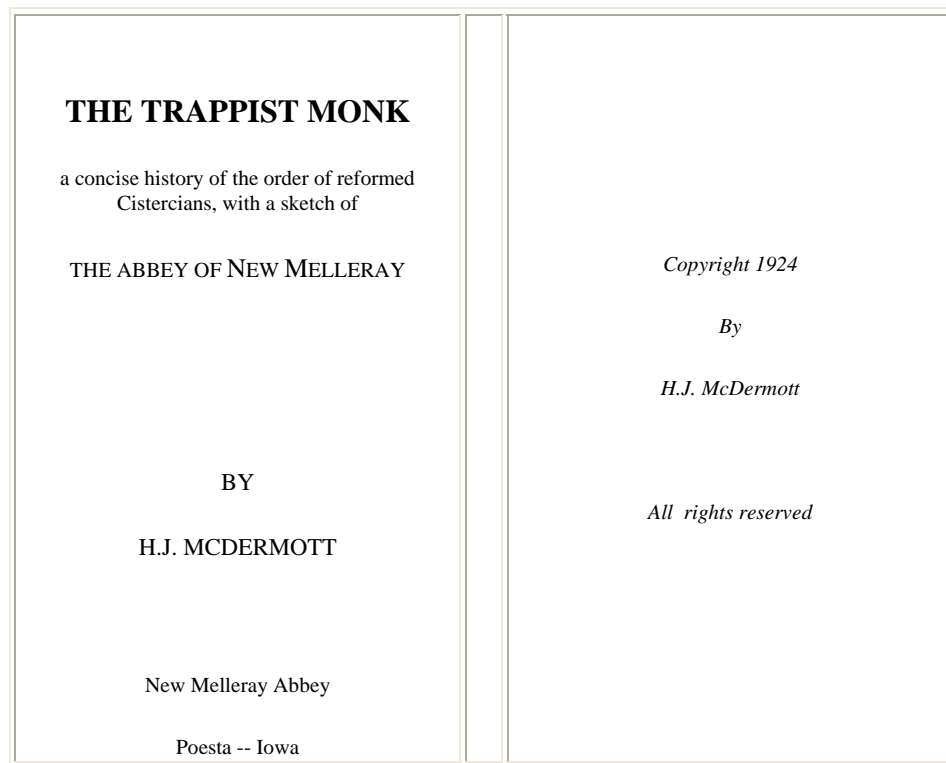 THE TRAPPIST MONK
a concise history of the order of reformed
Cistercians, with a sketch of
THE ABBEY OF NEW MELLERAY
BY
H.J. MCDERMOTT
New Melleray Abbey
Poesta -- Iowa
Copyright 1924
By
H.J. McDermott
All rights reserved